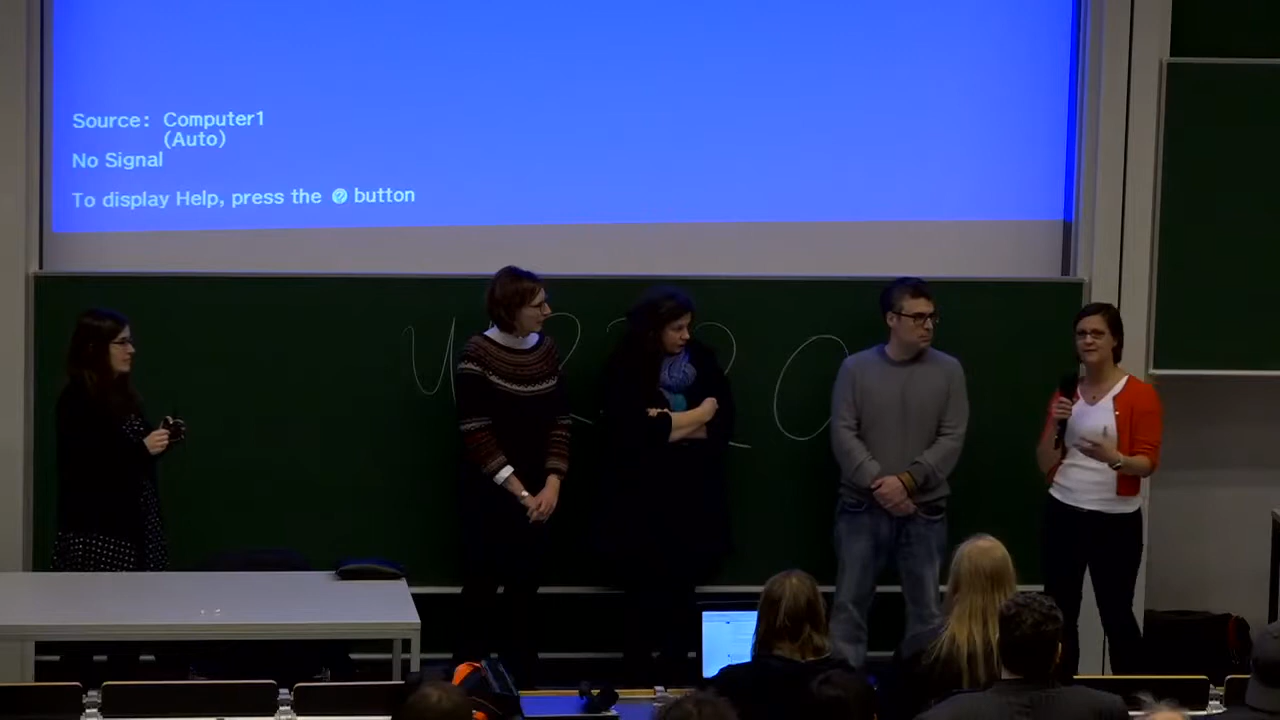 Source: Computer1
(Auto)
No Signal
To display Help, press the button